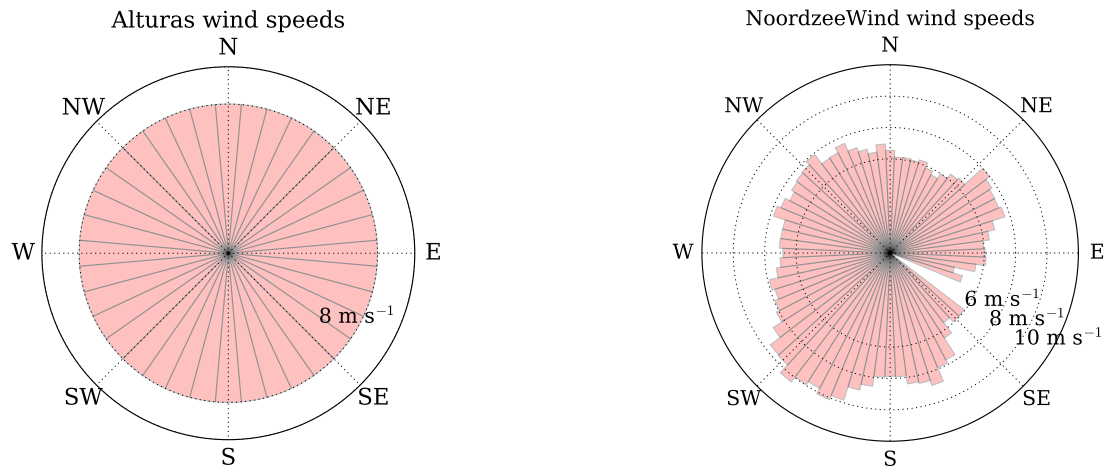 Alturas wind speeds
N
NW
NE
W
E
8 m s⁻¹
SW
SE
S
NoordzeeWind wind speeds
N
NW
NE
W
E
6 m s⁻¹
8 m s⁻¹
10 m s⁻¹
SW
SE
S